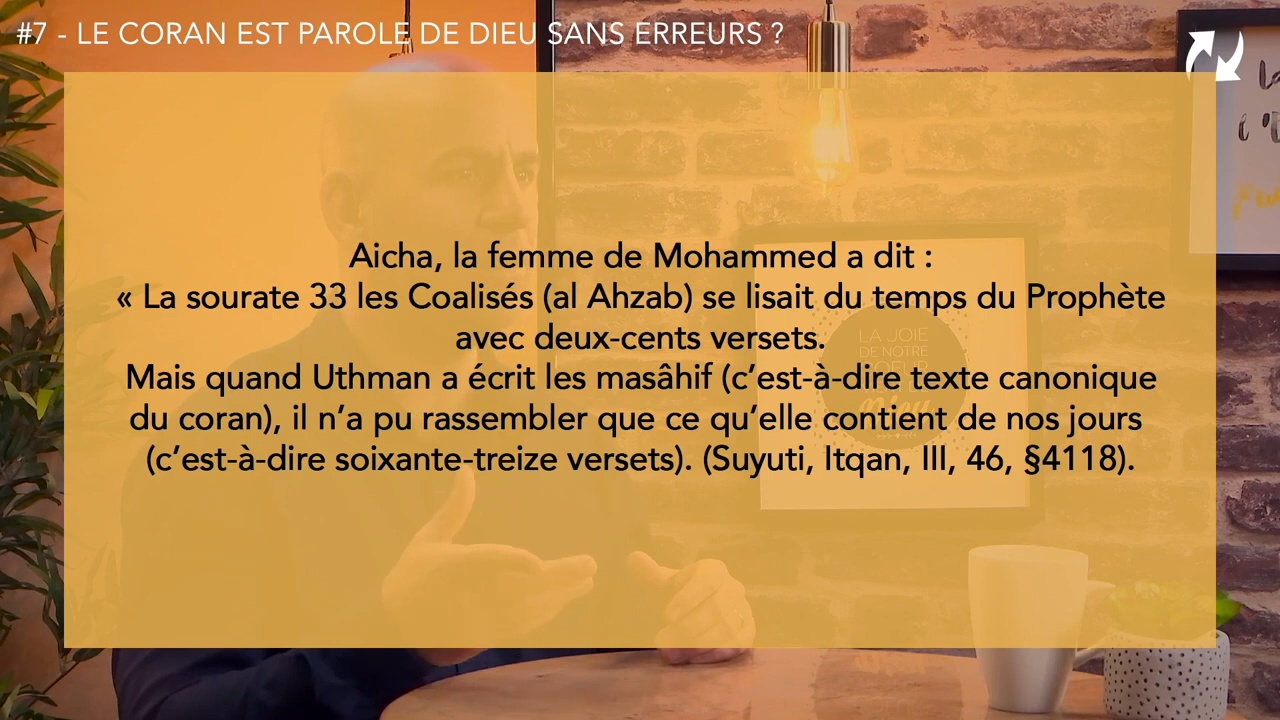 #7 - LE CORAN EST PAROLE DE DIEU SANS ERREURS ?
Aicha, la femme de Mohammed a dit :
« La sourate 33 les Coalisés (al Ahzab) se lisait du temps du Prophète
avec deux-cents versets.
Mais quand Uthman a écrit les masâhif (c’est-à-dire texte canonique
du coran), il n’a pu rassembler que ce qu’elle contient de nos jours
(c’est-à-dire soixante-treize versets). (Suyuti, Itqan, III, 46, §4118).
LA JOIE
DE NOTRE